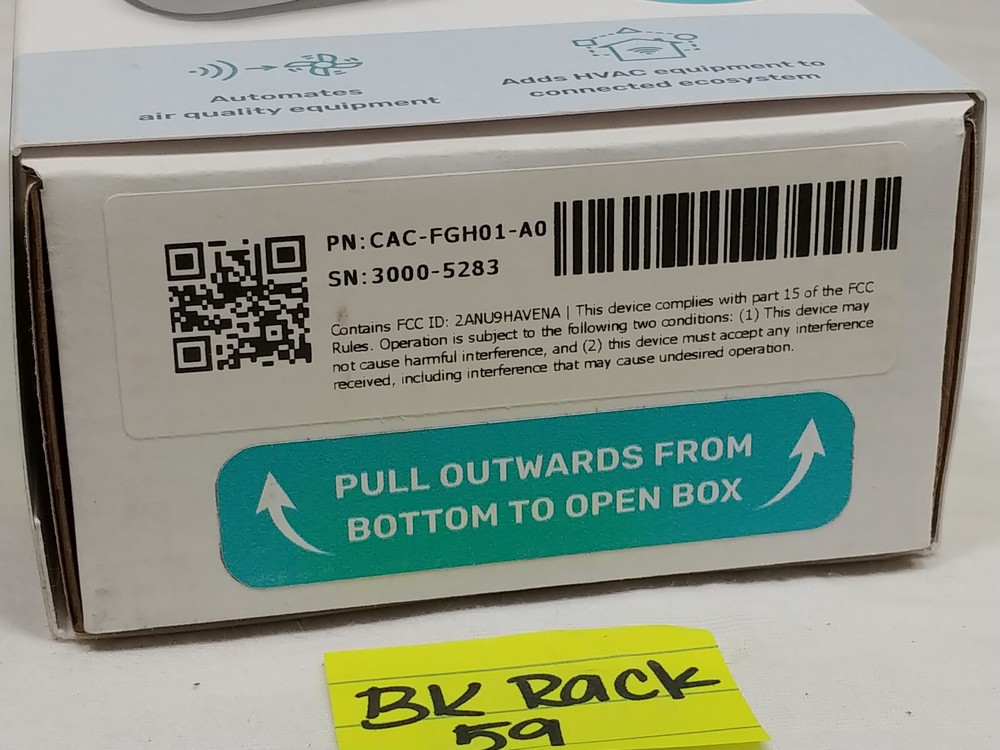 Automates
air quality equipment
Adds HVAC equipment to
connected ecosystem
PN:CAC-FGH01-A0
SN:3000-5283
Contains FCC ID: 2ANU9HAVENA | This device complies with part 15 of the FCC
Rules. Operation is subject to the following two conditions: (1) This device may
not cause harmful interference, and (2) this device must accept any interference
received, including interference that may cause undesired operation.
PULL OUTWARDS FROM
BOTTOM TO OPEN BOX
BK Rack
59